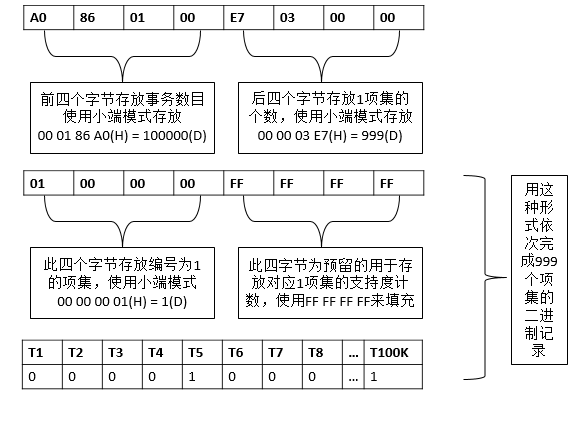 A0 86 01 00 E7 03 00 00
前四个字节存放事务数目
使用小端模式存放
00 01 86 A0(H) = 100000(D)
后四个字节存放1项集的
个数，使用小端模式存放
00 00 03 E7(H) = 999(D)
01 00 00 00 FF FF FF FF
此四个字节存放编号为1
的项集，使用小端模式
00 00 00 01(H) = 1(D)
此四个字节为预留的用于存
放对应1项集的支持度计
数，使用FF FF FF FF来填充
T1 T2 T3 T4 T5 T6 T7 T8 ... T100K
0 0 0 0 1 0 0 0 ... 1
用这
种形
式依
次完
成999
个项
集的
二进
制记
录